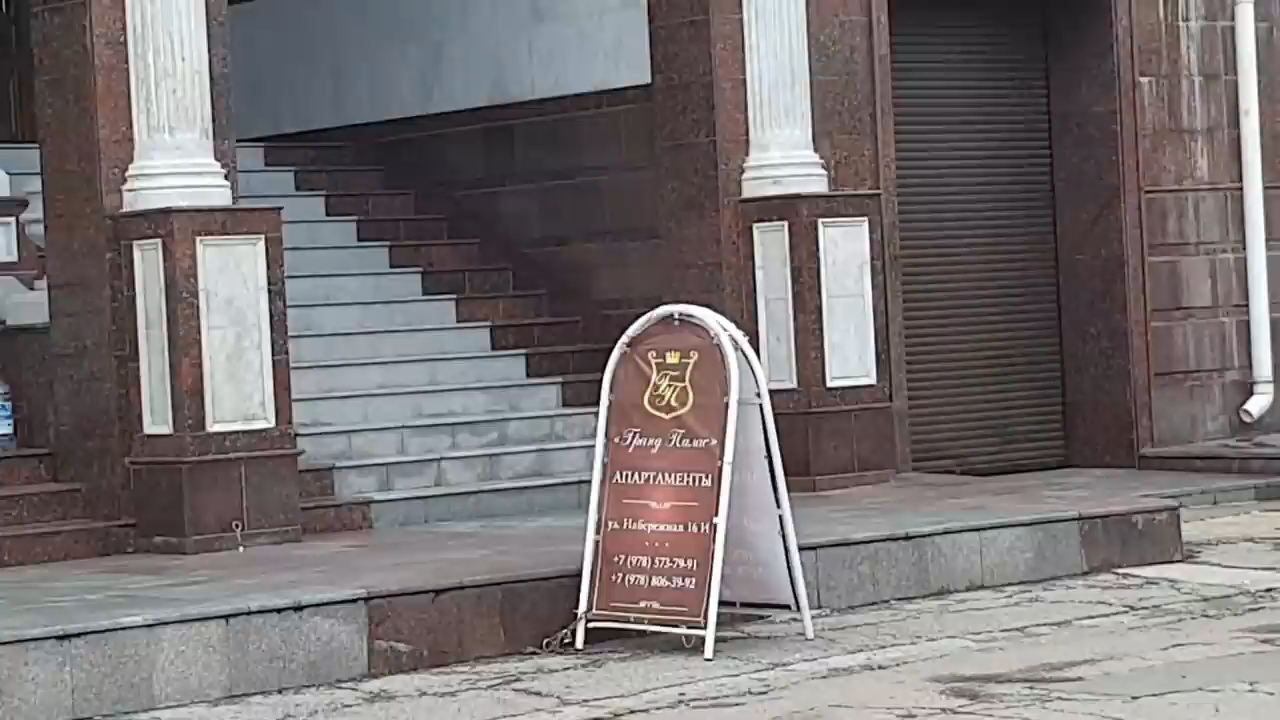 ГП
«Гранд Палас»
АПАРТАМЕНТЫ
ул. Набережная 16 И
+7 (978) 573-79-91
+7 (978) 806-39-92